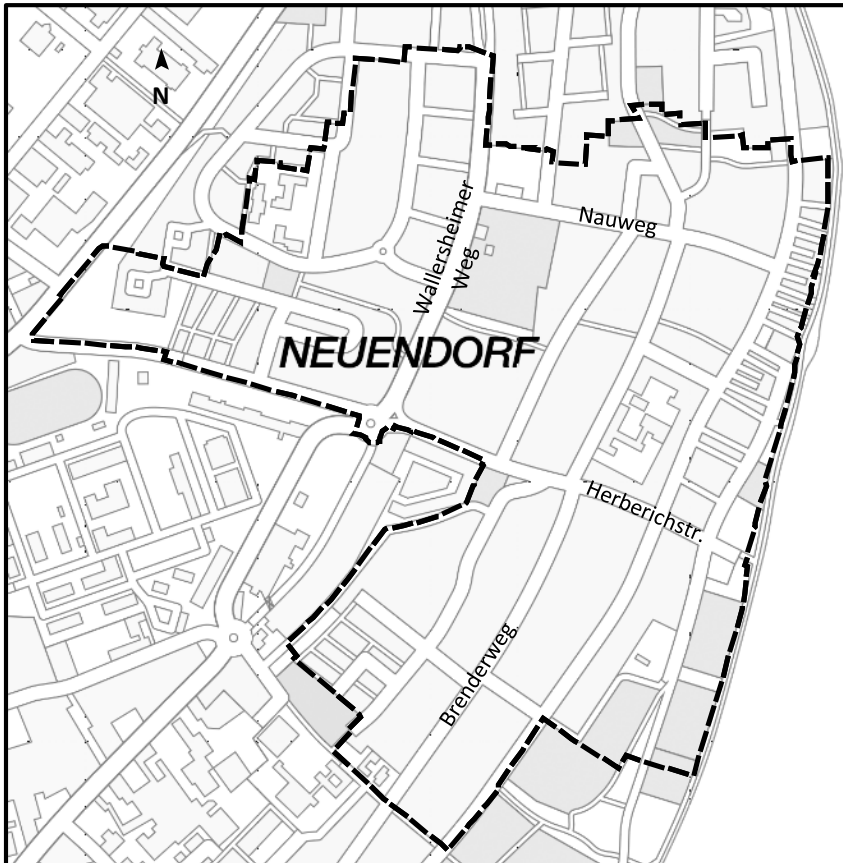 N
Nauweg
Wallersheimer
Weg
NEUENDORF
Herberichstr.
Brenderweg